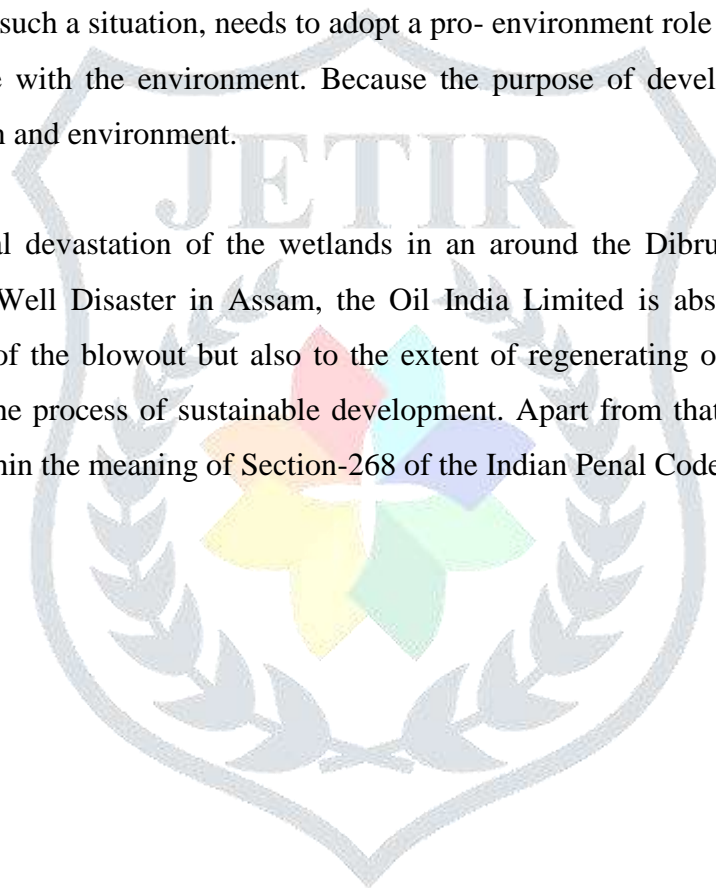 such a situation, needs to adopt a pro- environment role
with the environment. Because the purpose of devel
and environment.
JETIR
devastation of the wetlands in an around the Dibru
Well Disaster in Assam, the Oil India Limited is abs
of the blowout but also to the extent of regenerating o
the process of sustainable development. Apart from that
within the meaning of Section-268 of the Indian Penal Code